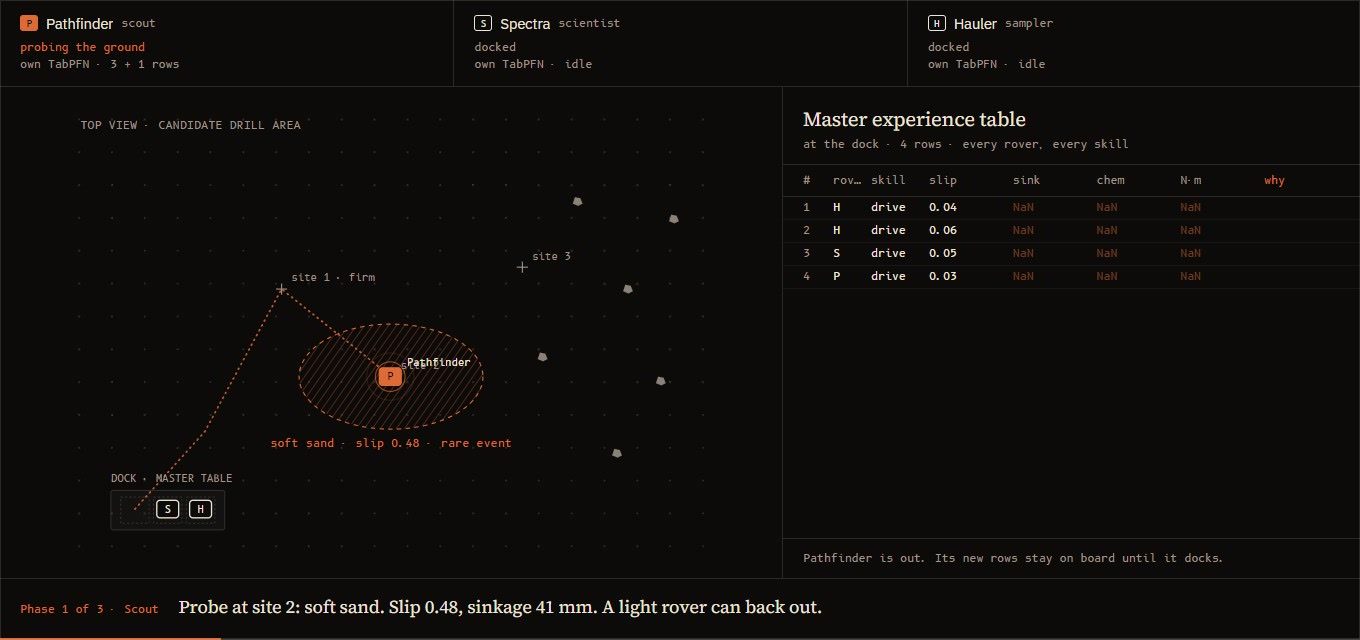 P Pathfinder scout
probing the ground
own TabPFN · 3 + 1 rows
S Spectra scientist
docked
own TabPFN · idle
H Hauler sampler
docked
own TabPFN · idle
TOP VIEW · CANDIDATE DRILL AREA
site 3
site 1 · firm
Pathfinder
P
soft sand · slip 0.48 · rare event
DOCK · MASTER TABLE
S H
Master experience table
at the dock · 4 rows · every rover, every skill
# rov… skill slip sink chem N·m why
1 H drive 0.04 NaN NaN NaN
2 H drive 0.06 NaN NaN NaN
3 S drive 0.05 NaN NaN NaN
4 P drive 0.03 NaN NaN NaN
Pathfinder is out. Its new rows stay on board until it docks.
Phase 1 of 3 · Scout Probe at site 2: soft sand. Slip 0.48, sinkage 41 mm. A light rover can back out.